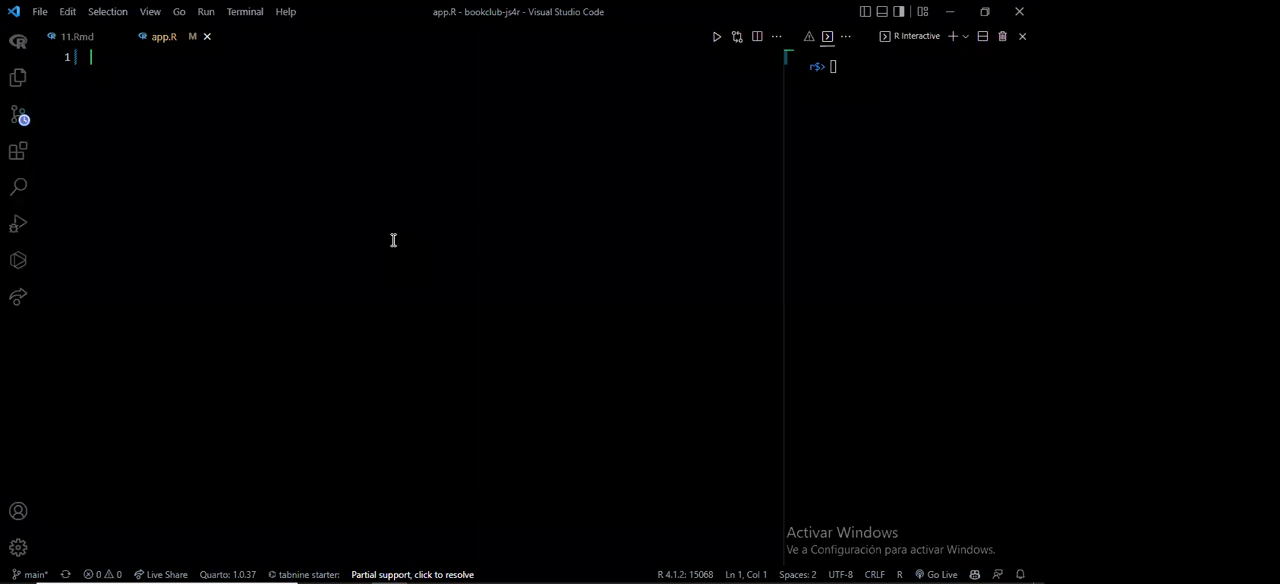 File Edit Selection View Go Run Terminal Help app.R - bookclub-js4r - Visual Studio Code
11.Rmd app.R M R Interactive
1
r$>
Activar Windows
Ve a Configuración para activar Windows.
main* 0 0 Live Share Quarto: 1.0.37 tabnine starter: Partial support, click to resolve R 4.1.2: 15068 Ln 1, Col 1 Spaces: 2 UTF-8 CRLF R Go Live